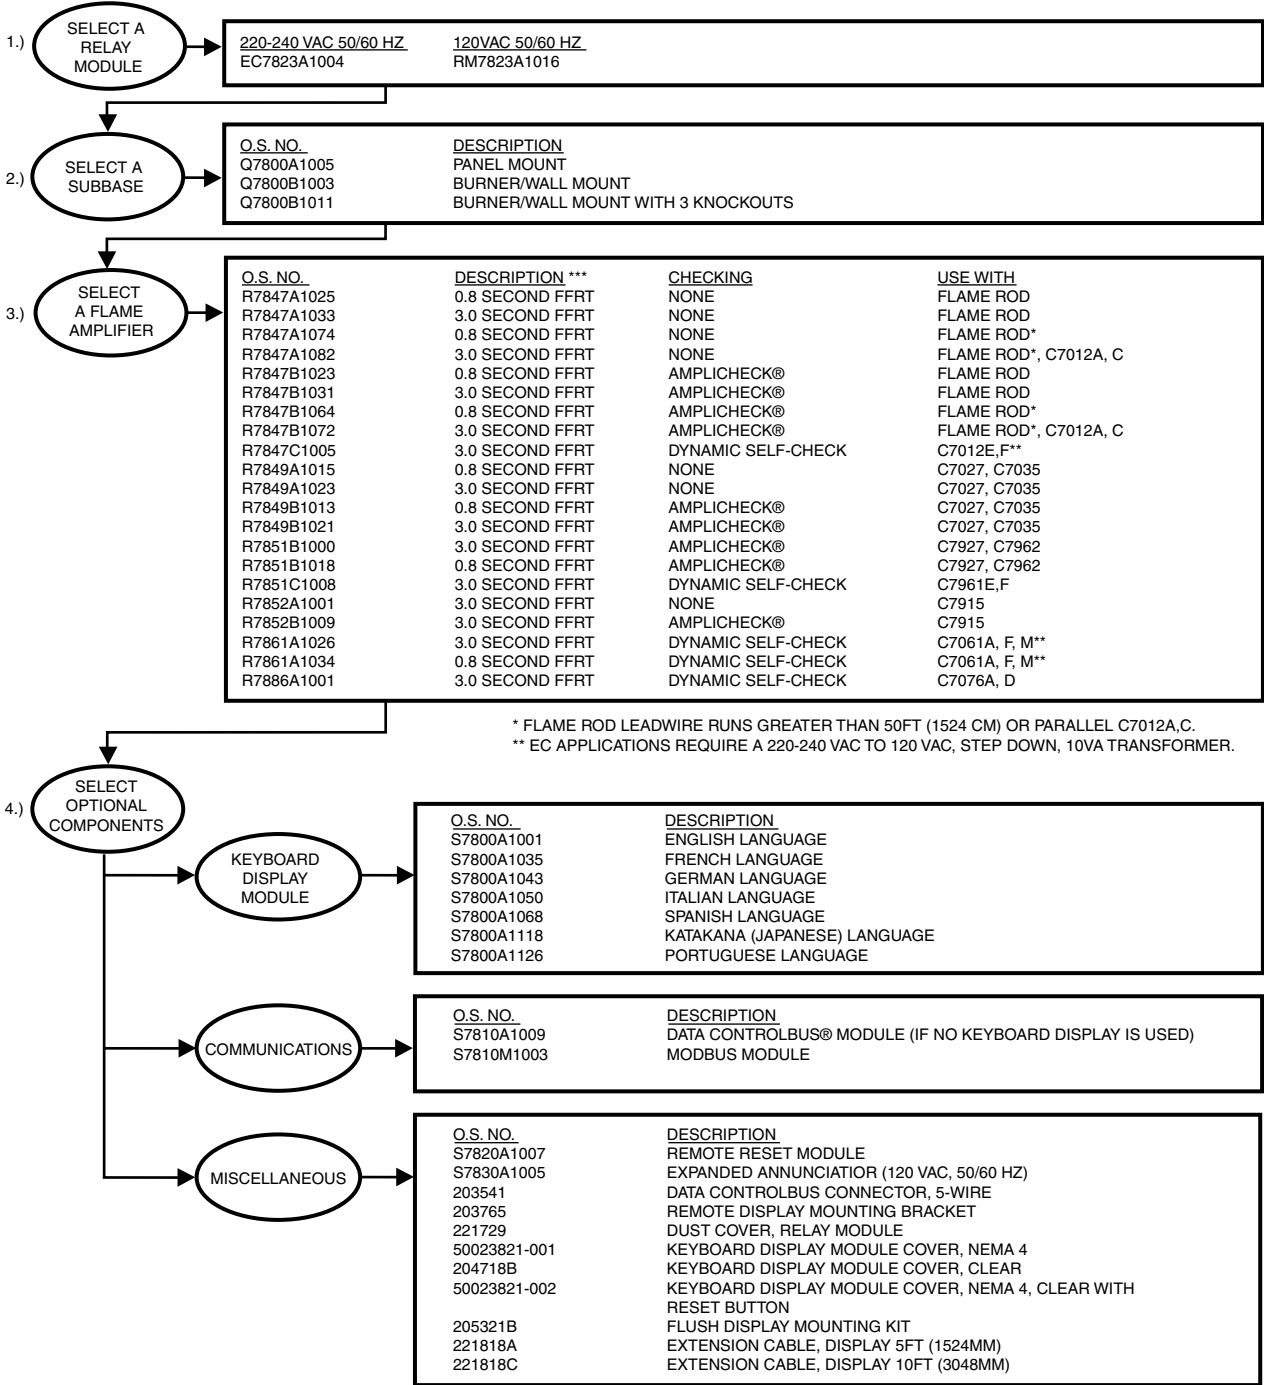 1.)
SELECT A
RELAY
MODULE
220-240 VAC 50/60 HZ 120VAC 50/60 HZ
EC7823A1004 RM7823A1016
2.)
SELECT A
SUBBASE
O.S. NO. DESCRIPTION
Q7800A1005 PANEL MOUNT
Q7800B1003 BURNER/WALL MOUNT
Q7800B1011 BURNER/WALL MOUNT WITH 3 KNOCKOUTS
3.)
SELECT
A FLAME
AMPLIFIER
O.S. NO. DESCRIPTION *** CHECKING USE WITH
R7847A1025 0.8 SECOND FFRT NONE FLAME ROD
R7847A1033 3.0 SECOND FFRT NONE FLAME ROD
R7847A1074 0.8 SECOND FFRT NONE FLAME ROD*
R7847A1082 3.0 SECOND FFRT NONE FLAME ROD*, C7012A, C
R7847B1023 0.8 SECOND FFRT AMPLICHECK® FLAME ROD
R7847B1031 3.0 SECOND FFRT AMPLICHECK® FLAME ROD
R7847B1064 0.8 SECOND FFRT AMPLICHECK® FLAME ROD*
R7847B1072 3.0 SECOND FFRT AMPLICHECK® FLAME ROD*, C7012A, C
R7847C1005 3.0 SECOND FFRT DYNAMIC SELF-CHECK C7012E,F**
R7849A1015 0.8 SECOND FFRT NONE C7027, C7035
R7849A1023 3.0 SECOND FFRT NONE C7027, C7035
R7849B1013 0.8 SECOND FFRT AMPLICHECK® C7027, C7035
R7849B1021 3.0 SECOND FFRT AMPLICHECK® C7027, C7035
R7851B1000 3.0 SECOND FFRT AMPLICHECK® C7927, C7962
R7851B1018 0.8 SECOND FFRT AMPLICHECK® C7927, C7962
R7851C1008 3.0 SECOND FFRT DYNAMIC SELF-CHECK C7961E,F
R7852A1001 3.0 SECOND FFRT NONE C7915
R7852B1009 3.0 SECOND FFRT AMPLICHECK® C7915
R7861A1026 3.0 SECOND FFRT DYNAMIC SELF-CHECK C7061A, F, M**
R7861A1034 0.8 SECOND FFRT DYNAMIC SELF-CHECK C7061A, F, M**
R7886A1001 3.0 SECOND FFRT DYNAMIC SELF-CHECK C7076A, D
* FLAME ROD LEADWIRE RUNS GREATER THAN 50FT (1524 CM) OR PARALLEL C7012A,C.
** EC APPLICATIONS REQUIRE A 220-240 VAC TO 120 VAC, STEP DOWN, 10VA TRANSFORMER.
4.)
SELECT
OPTIONAL
COMPONENTS
KEYBOARD
DISPLAY
MODULE
O.S. NO. DESCRIPTION
S7800A1001 ENGLISH LANGUAGE
S7800A1035 FRENCH LANGUAGE
S7800A1043 GERMAN LANGUAGE
S7800A1050 ITALIAN LANGUAGE
S7800A1068 SPANISH LANGUAGE
S7800A1118 KATAKANA (JAPANESE) LANGUAGE
S7800A1126 PORTUGUESE LANGUAGE
COMMUNICATIONS
O.S. NO. DESCRIPTION
S7810A1009 DATA CONTROLBUS® MODULE (IF NO KEYBOARD DISPLAY IS USED)
S7810M1003 MODBUS MODULE
MISCELLANEOUS
O.S. NO. DESCRIPTION
S7820A1007 REMOTE RESET MODULE
S7830A1005 EXPANDED ANNUNCIATIOR (120 VAC, 50/60 HZ)
203541 DATA CONTROLBUS CONNECTOR, 5-WIRE
203765 REMOTE DISPLAY MOUNTING BRACKET
221729 DUST COVER, RELAY MODULE
50023821-001 KEYBOARD DISPLAY MODULE COVER, NEMA 4
204718B KEYBOARD DISPLAY MODULE COVER, CLEAR
50023821-002 KEYBOARD DISPLAY MODULE COVER, NEMA 4, CLEAR WITH
RESET BUTTON
205321B FLUSH DISPLAY MOUNTING KIT
221818A EXTENSION CABLE, DISPLAY 5FT (1524MM)
221818C EXTENSION CABLE, DISPLAY 10FT (3048MM)